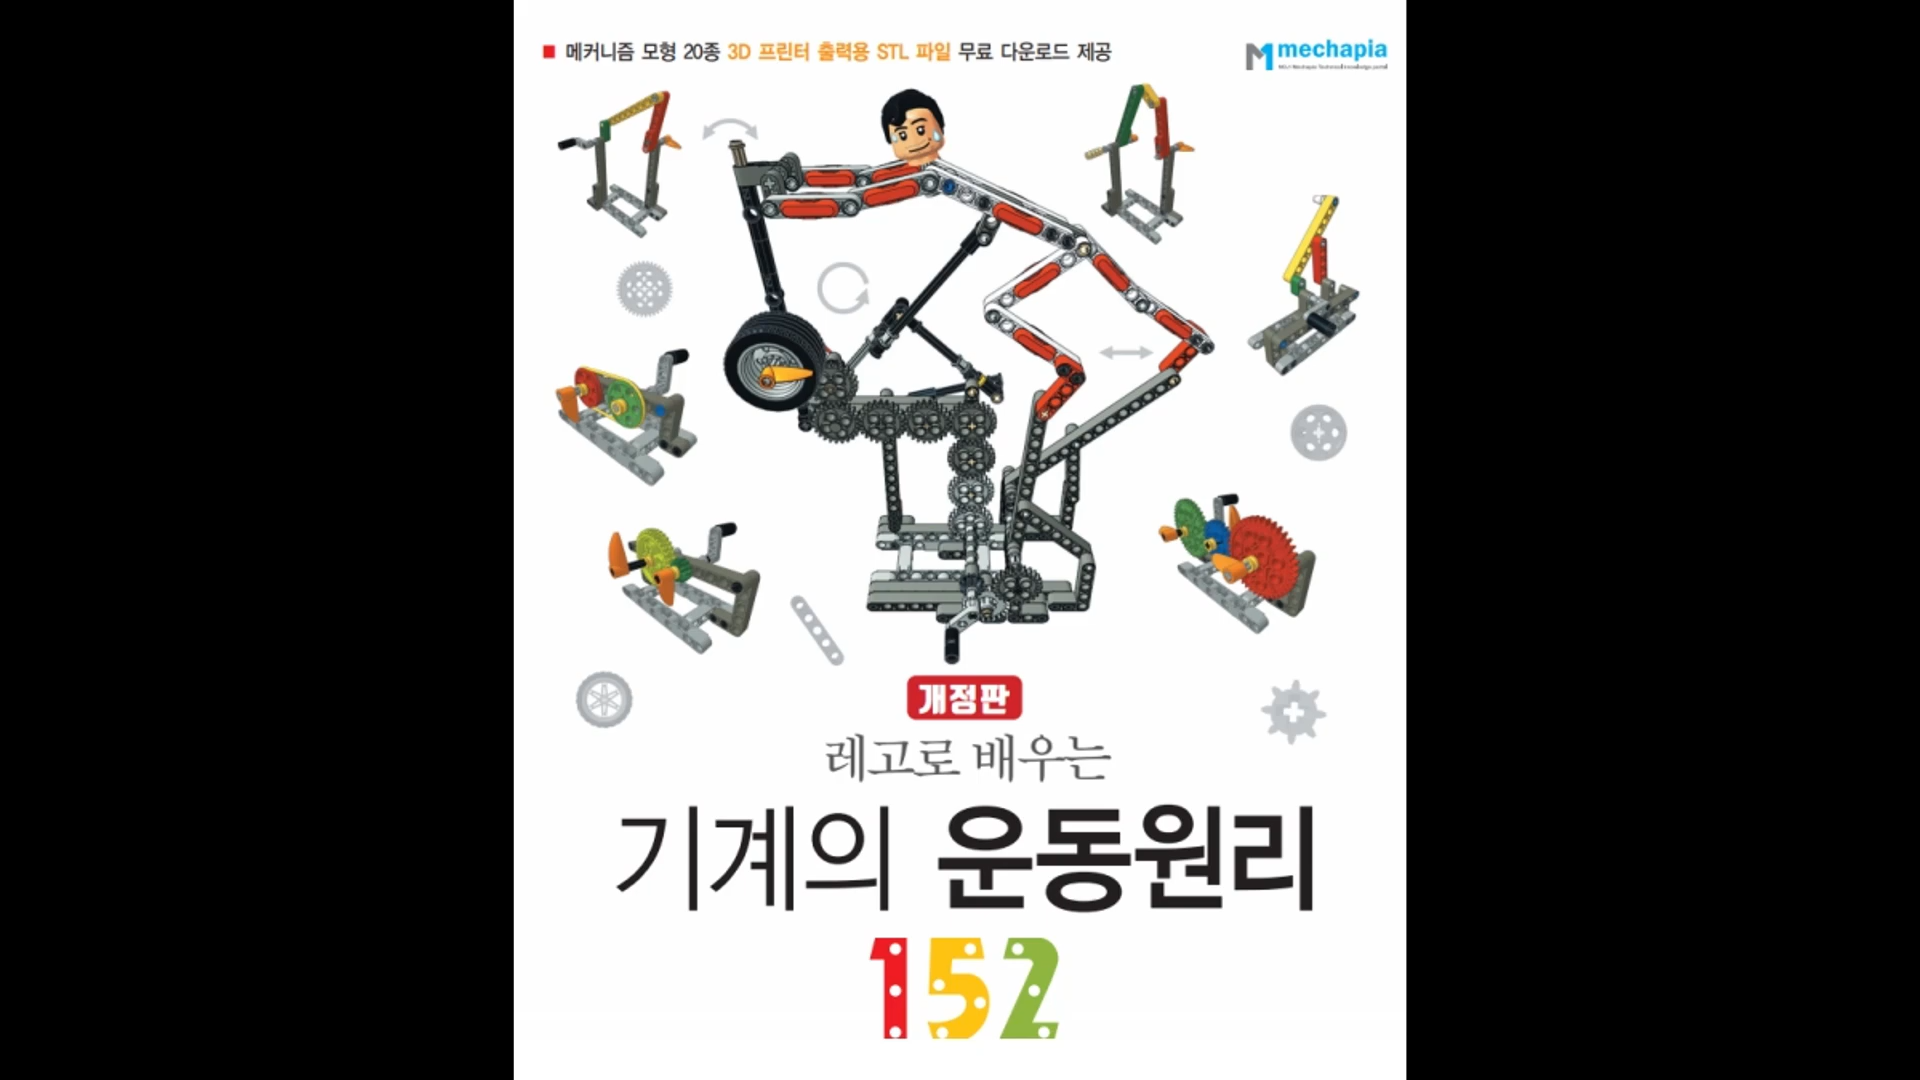 ■ 메커니즘 모형 20종 3D 프린터 출력용 STL 파일 무료 다운로드 제공
mechapia
개정판
레고로 배우는
기계의 운동원리
152